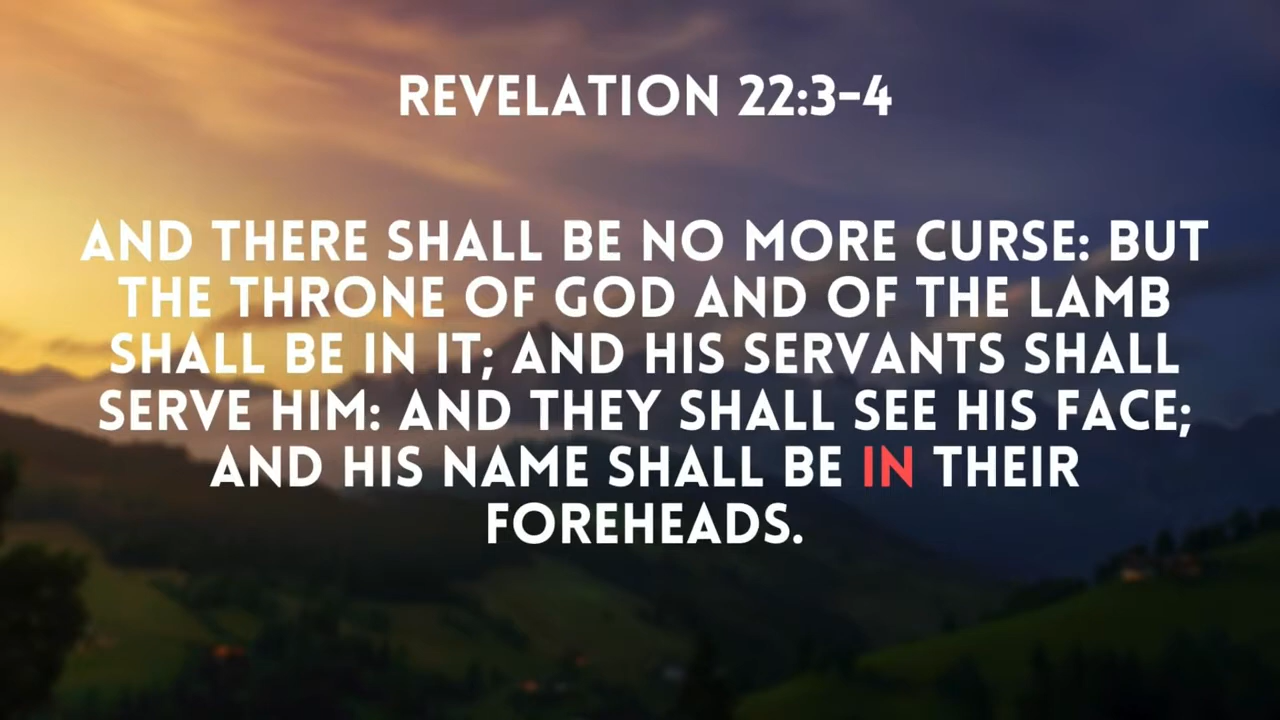 REVELATION 22:3-4
AND THERE SHALL BE NO MORE CURSE: BUT
THE THRONE OF GOD AND OF THE LAMB
SHALL BE IN IT; AND HIS SERVANTS SHALL
SERVE HIM: AND THEY SHALL SEE HIS FACE;
AND HIS NAME SHALL BE IN THEIR
FOREHEADS.